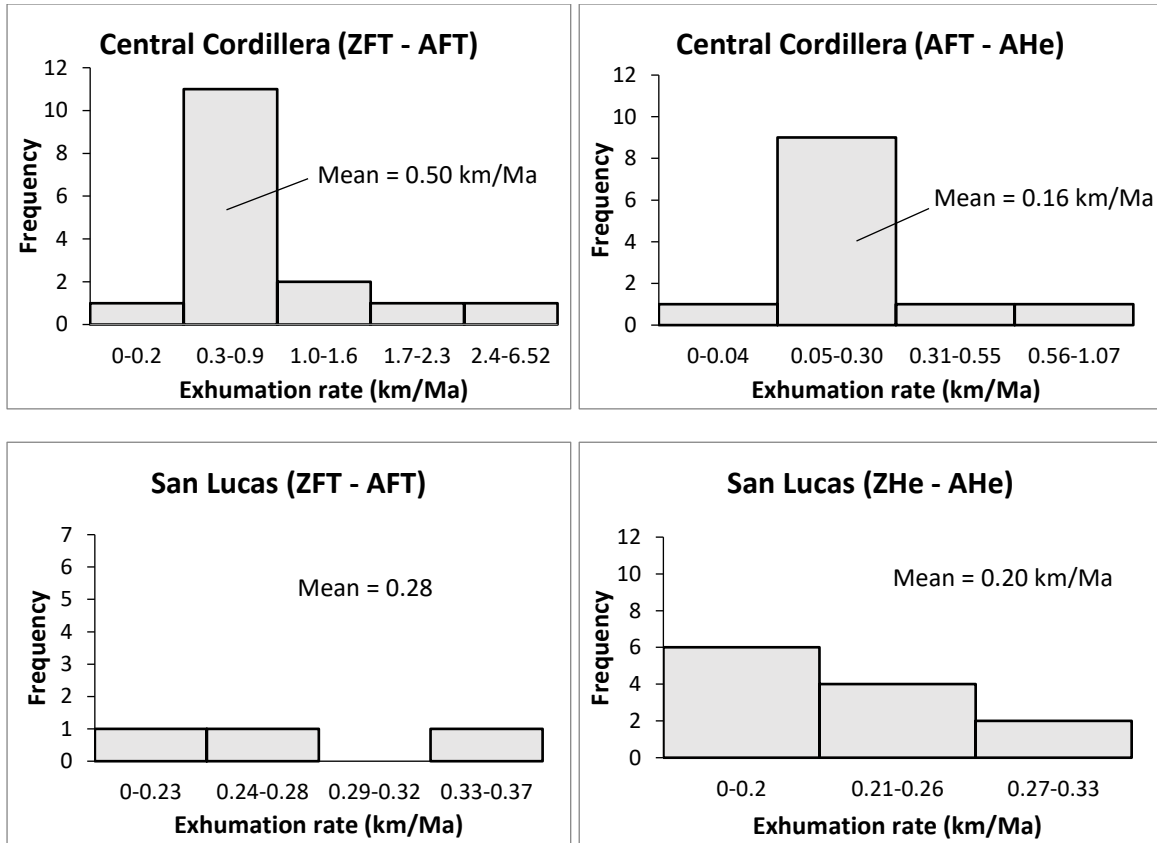 Central Cordillera (ZFT - AFT)
12
10
8
6
4
2
0
Frequency
Mean = 0.50 km/Ma
0-0.2 0.3-0.9 1.0-1.6 1.7-2.3 2.4-6.52
Exhumation rate (km/Ma)
Central Cordillera (AFT - AHe)
12
10
8
6
4
2
0
Frequency
Mean = 0.16 km/Ma
0-0.04 0.05-0.30 0.31-0.55 0.56-1.07
Exhumation rate (km/Ma)
San Lucas (ZFT - AFT)
7
6
5
4
3
2
1
0
Frequency
Mean = 0.28
0-0.23 0.24-0.28 0.29-0.32 0.33-0.37
Exhumation rate (km/Ma)
San Lucas (ZHe - AHe)
12
10
8
6
4
2
0
Frequency
Mean = 0.20 km/Ma
0-0.2 0.21-0.26 0.27-0.33
Exhumation rate (km/Ma)